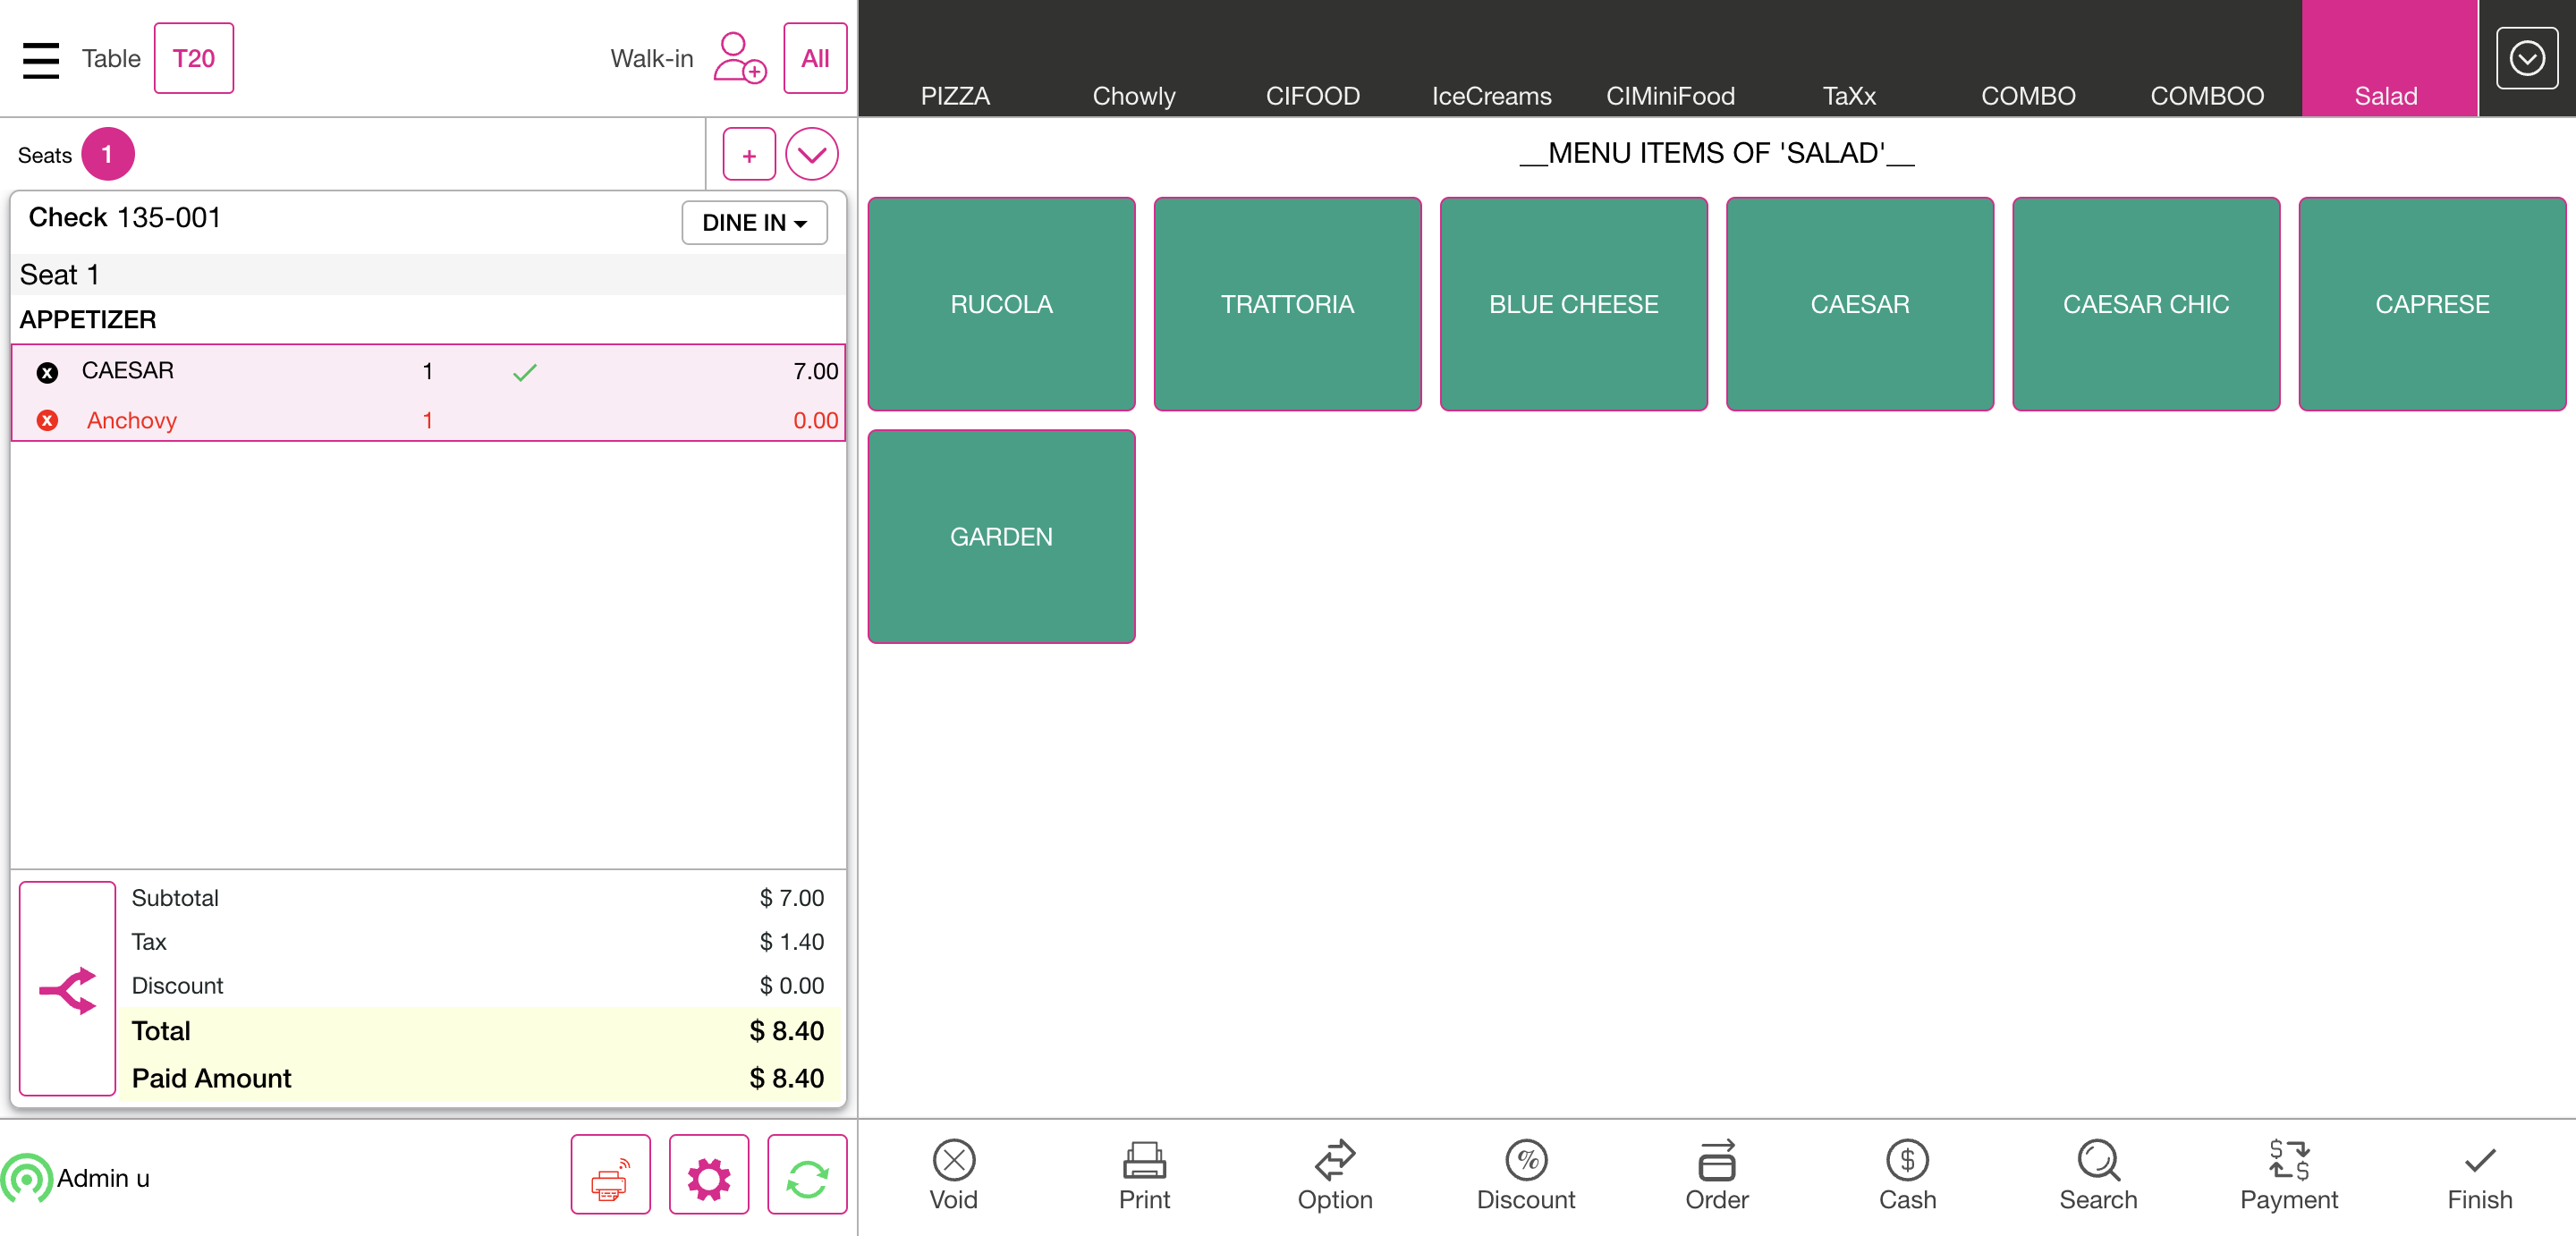 Table T20 Walk-in All
PIZZA Chowly CIFOOD IceCreams CIMiniFood TaXx COMBO COMBOO Salad
Seats 1 +
__MENU ITEMS OF 'SALAD'__
Check 135-001 DINE IN
Seat 1
APPETIZER
x CAESAR 1 7.00
x Anchovy 1 0.00
RUCOLA TRATTORIA BLUE CHEESE CAESAR CAESAR CHIC CAPRESE
GARDEN
Subtotal $ 7.00
Tax $ 1.40
Discount $ 0.00
Total $ 8.40
Paid Amount $ 8.40
Admin u
Void Print Option Discount Order Cash Search Payment Finish